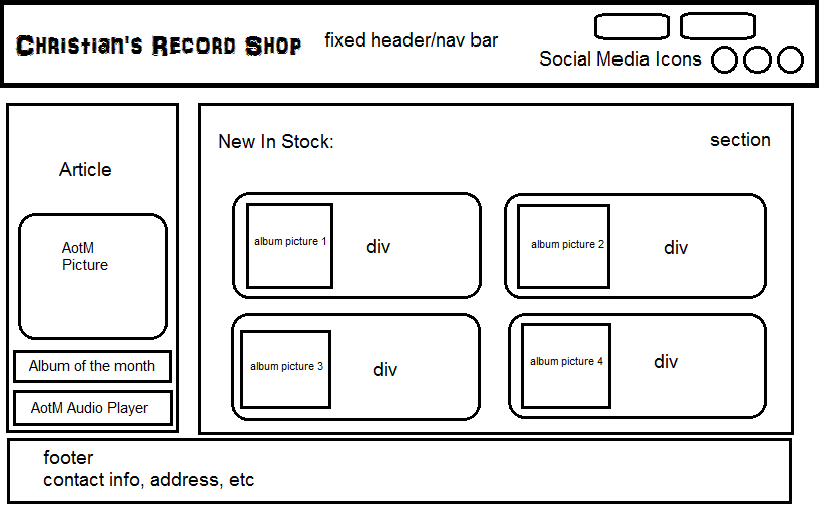 Christian's Record Shop
fixed header/nav bar
Social Media Icons
Article
AotM
Picture
Album of the month
AotM Audio Player
New In Stock:
section
album picture 1
div
album picture 2
div
album picture 3
div
album picture 4
div
footer
contact info, address, etc